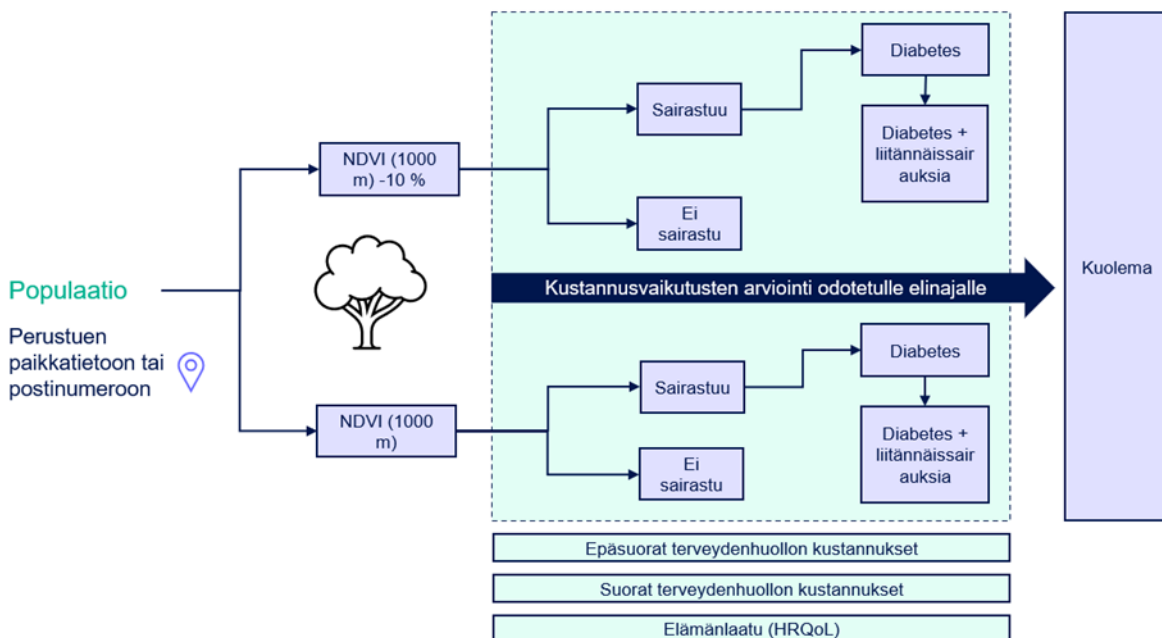 Populaatio
Perustuen
paikkatietoon tai
postinumeroon
NDVI (1000
m) -10 %
NDVI (1000
m)
Sairastuu
Ei
sairastu
Diabetes
Diabetes +
liitännäissair
auksia
Kustannusvaikutusten arviointi odotetulle elinajalle
Sairastuu
Ei
sairastu
Diabetes
Diabetes +
liitännäissair
auksia
Kuolema
Epäsuorat terveydenhuollon kustannukset
Suorat terveydenhuollon kustannukset
Elämänlaatu (HRQoL)